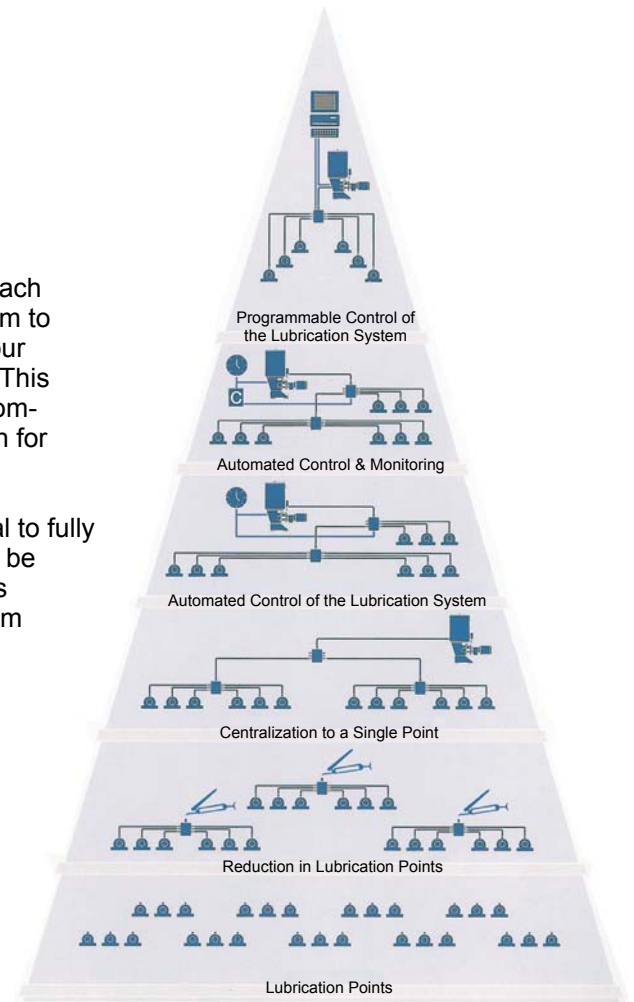 ach
m to
our
This
om-
n for
al to fully
be
s
m
Programmable Control of
the Lubrication System
C
Automated Control & Monitoring
Automated Control of the Lubrication System
Centralization to a Single Point
Reduction in Lubrication Points
Lubrication Points